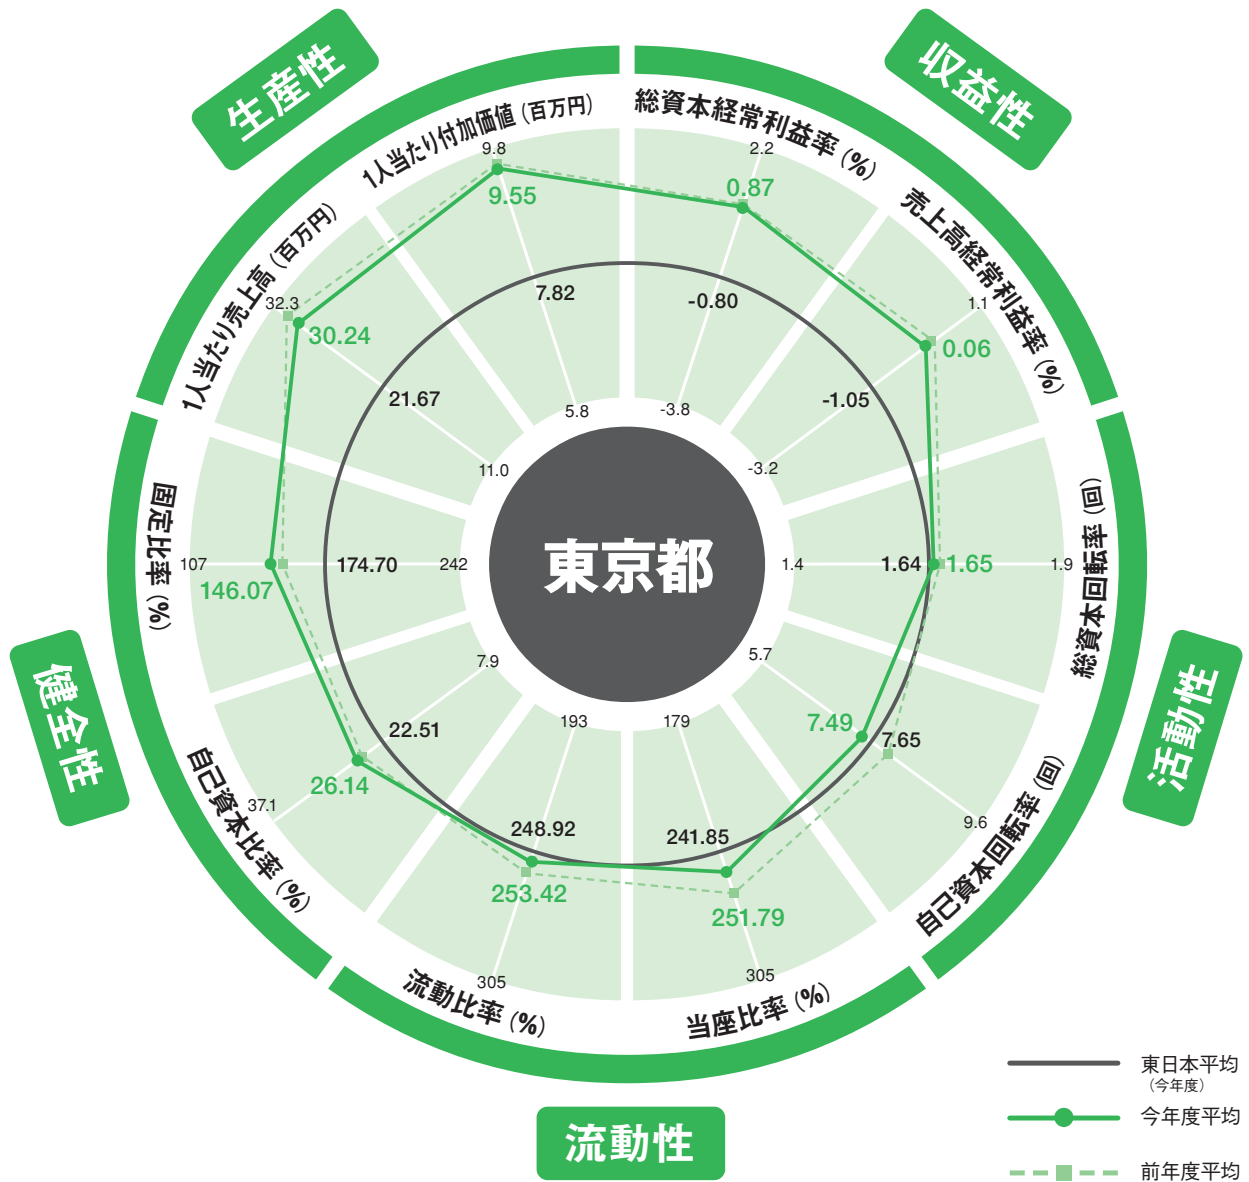 生産性
収益性
1人当たり付加価値（百万円）
総資本経常利益率（%）
9.8
2.2
9.55
0.87
7.82
-0.80
5.8
-3.8
売上高経常利益率（%）
1.1
0.06
-1.05
-3.2
1人当たり売上高（百万円）
32.3
30.24
21.67
11.0
東京都
固定比率（%）
107
146.07
174.70
242
総資本回転率（回）
1.4
1.64
1.65
1.9
健全性
活動性
自己資本比率（%）
7.9
22.51
26.14
37.1
自己資本回転率（回）
5.7
7.49
7.65
9.6
流動比率（%）
193
248.92
253.42
305
当座比率（%）
179
241.85
251.79
305
流動性
東日本平均
（今年度）
今年度平均
前年度平均